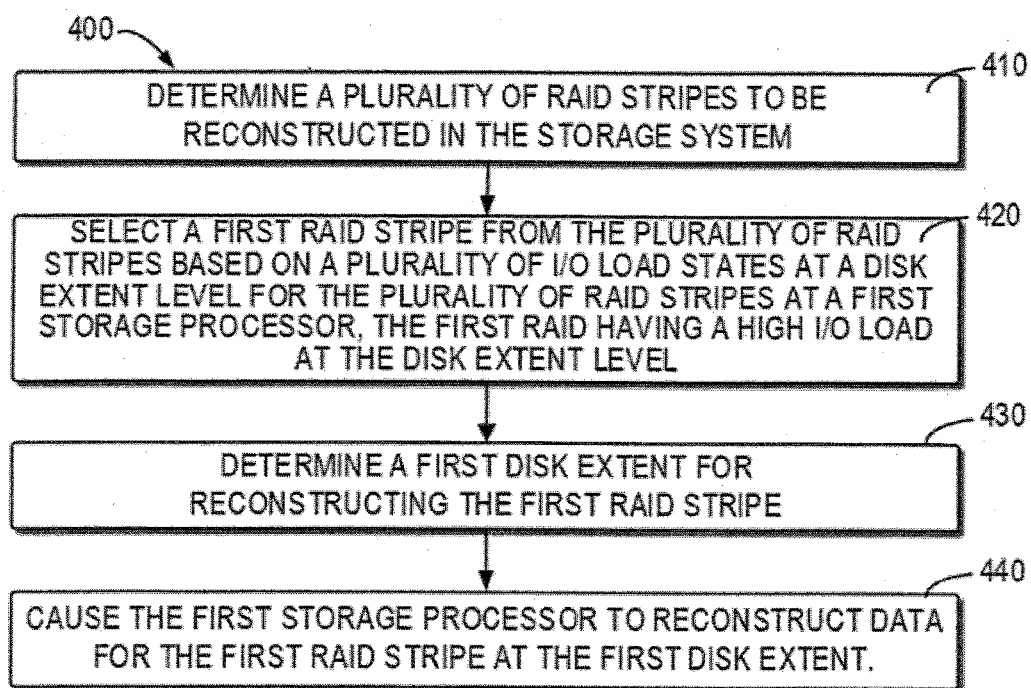 400
410
DETERMINE A PLURALITY OF RAID STRIPES TO BE
RECONSTRUCTED IN THE STORAGE SYSTEM
420
SELECT A FIRST RAID STRIPE FROM THE PLURALITY OF RAID
STRIPES BASED ON A PLURALITY OF I/O LOAD STATES AT A DISK
EXTENT LEVEL FOR THE PLURALITY OF RAID STRIPES AT A FIRST
STORAGE PROCESSOR, THE FIRST RAID HAVING A HIGH I/O LOAD
AT THE DISK EXTENT LEVEL
430
DETERMINE A FIRST DISK EXTENT FOR
RECONSTRUCTING THE FIRST RAID STRIPE
440
CAUSE THE FIRST STORAGE PROCESSOR TO RECONSTRUCT DATA
FOR THE FIRST RAID STRIPE AT THE FIRST DISK EXTENT.